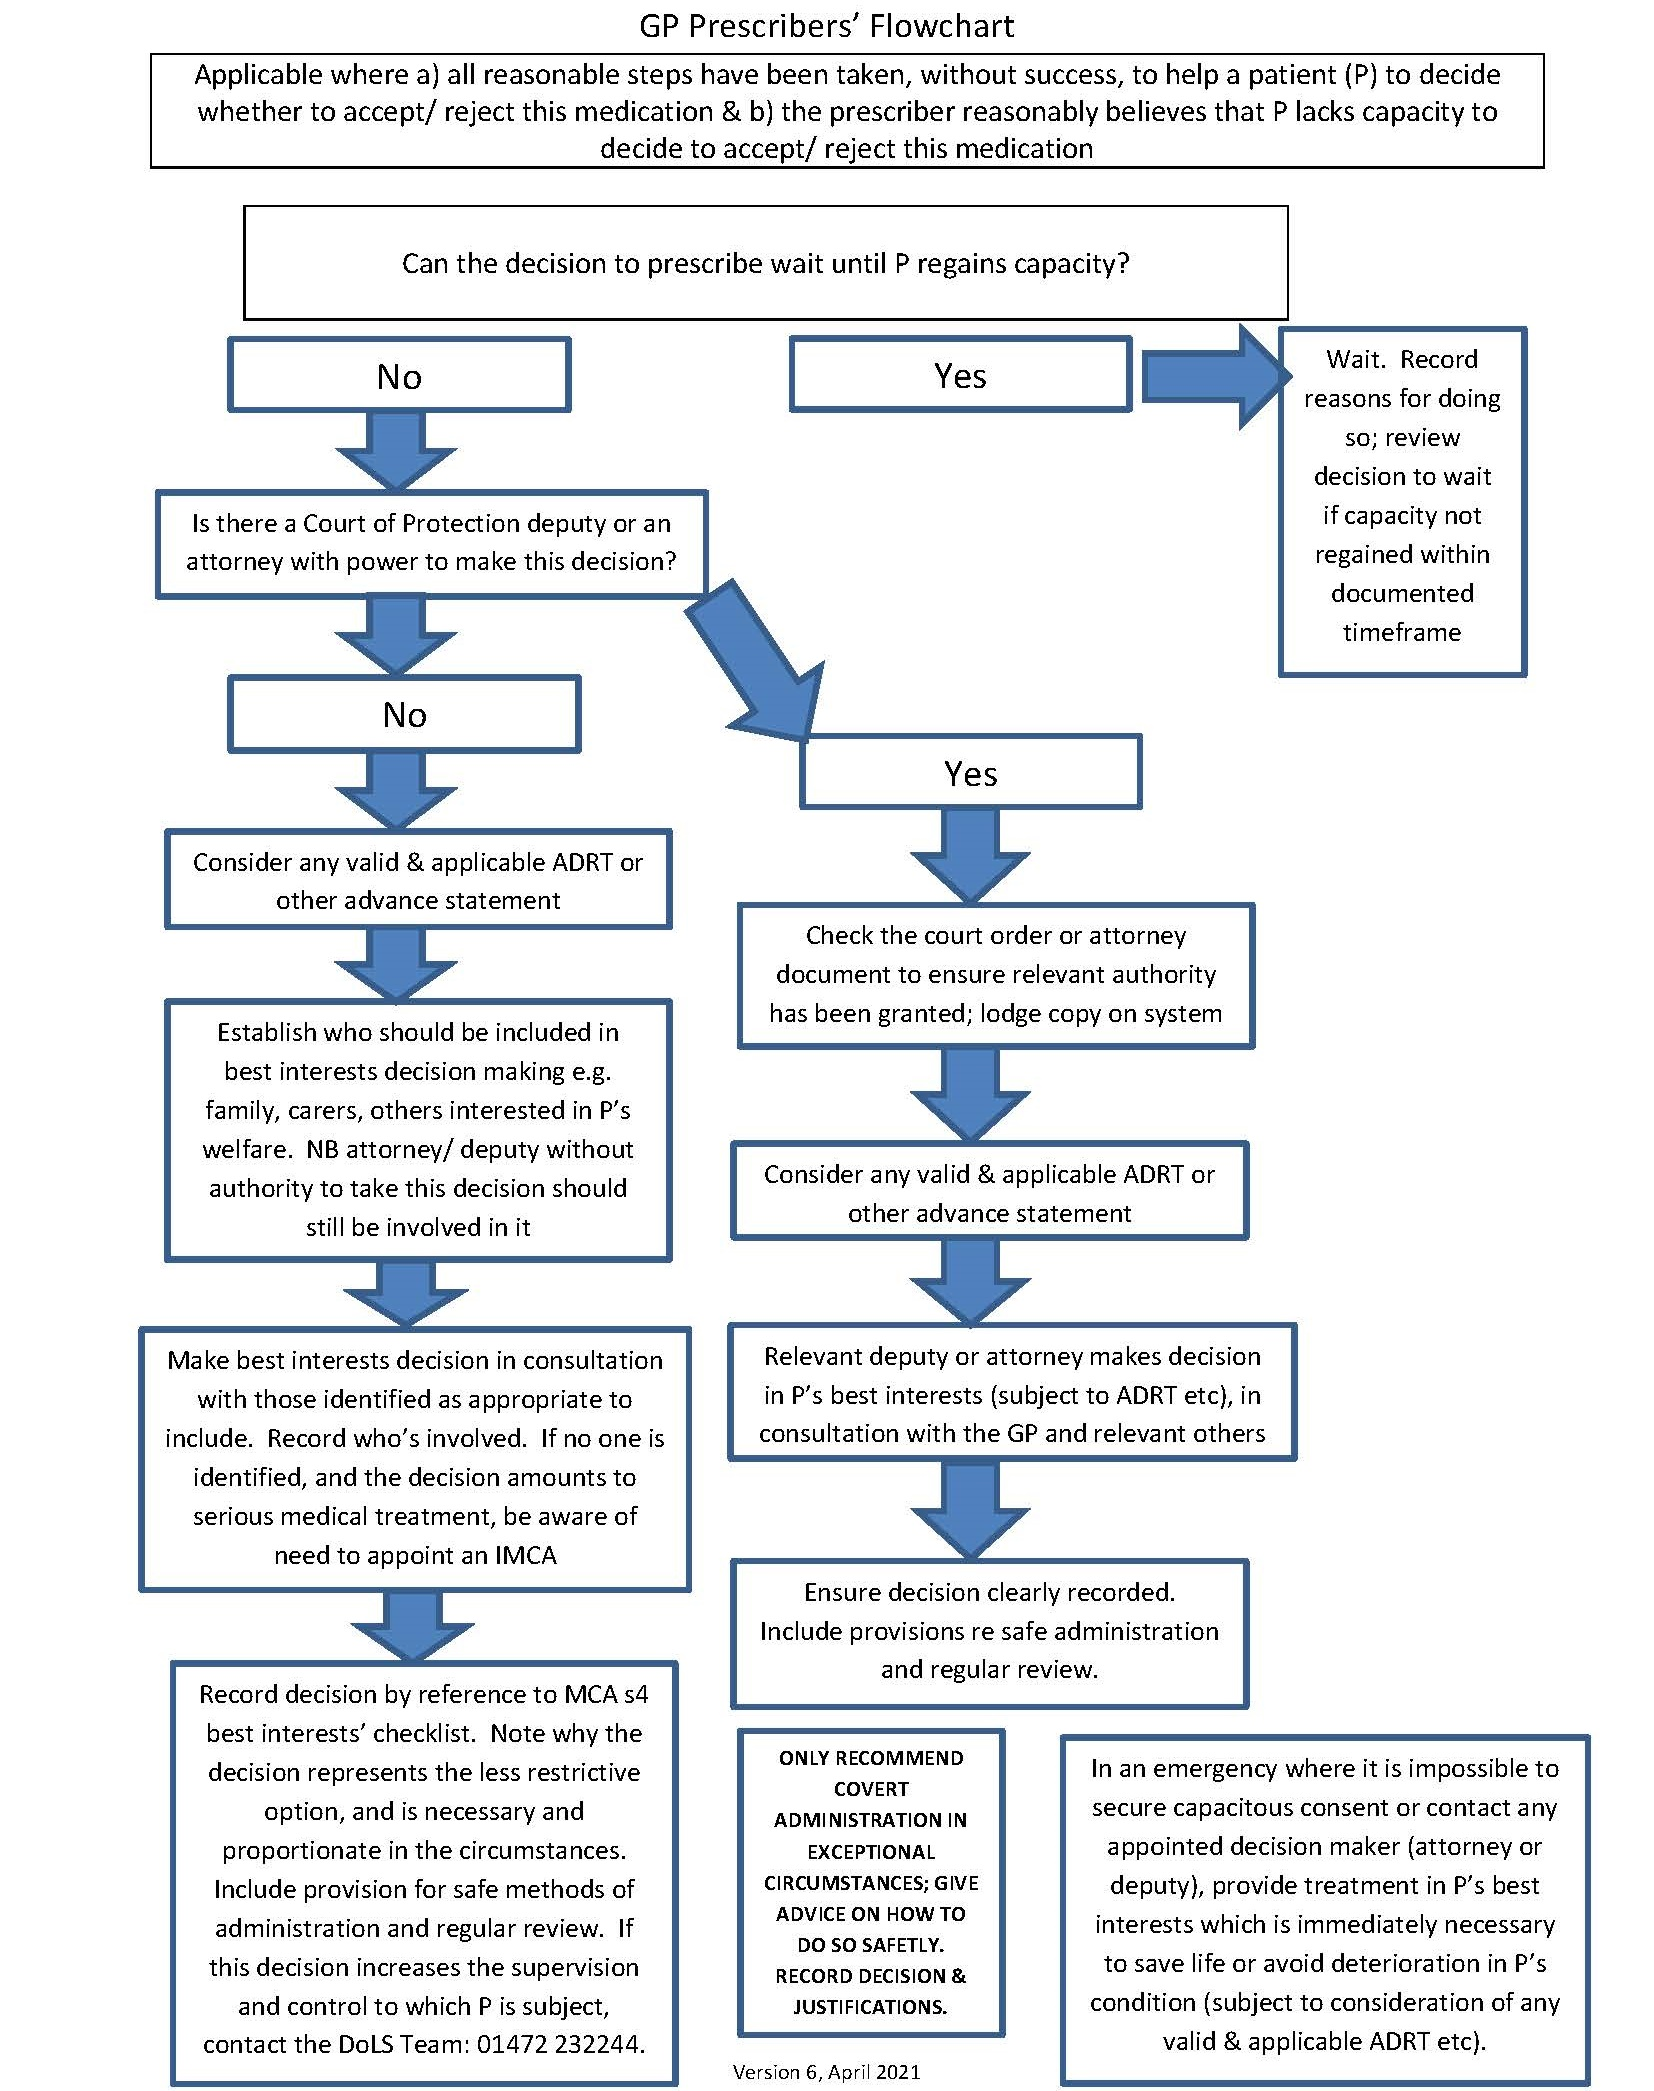 GP Prescribers’ Flowchart
Applicable where a) all reasonable steps have been taken, without success, to help a patient (P) to decide
whether to accept/ reject this medication & b) the prescriber reasonably believes that P lacks capacity to
decide to accept/ reject this medication
Can the decision to prescribe wait until P regains capacity?
No
Yes
Wait.  Record
reasons for doing
so; review
decision to wait
if capacity not
regained within
documented
timeframe
Is there a Court of Protection deputy or an
attorney with power to make this decision?
No
Yes
Consider any valid & applicable ADRT or
other advance statement
Establish who should be included in
best interests decision making e.g.
family, carers, others interested in P’s
welfare.  NB attorney/ deputy without
authority to take this decision should
still be involved in it
Make best interests decision in consultation
with those identified as appropriate to
include.  Record who’s involved.  If no one is
identified, and the decision amounts to
serious medical treatment, be aware of
need to appoint an IMCA
Record decision by reference to MCA s4
best interests’ checklist.  Note why the
decision represents the less restrictive
option, and is necessary and
proportionate in the circumstances.
Include provision for safe methods of
administration and regular review.  If
this decision increases the supervision
and control to which P is subject,
contact the DoLS Team: 01472 232244.
Check the court order or attorney
document to ensure relevant authority
has been granted; lodge copy on system
Consider any valid & applicable ADRT or
other advance statement
Relevant deputy or attorney makes decision
in P’s best interests (subject to ADRT etc), in
consultation with the GP and relevant others
Ensure decision clearly recorded.
Include provisions re safe administration
and regular review.
ONLY RECOMMEND
COVERT
ADMINISTRATION IN
EXCEPTIONAL
CIRCUMSTANCES; GIVE
ADVICE ON HOW TO
DO SO SAFETLY.
RECORD DECISION &
JUSTIFICATIONS.
In an emergency where it is impossible to
secure capacitous consent or contact any
appointed decision maker (attorney or
deputy), provide treatment in P’s best
interests which is immediately necessary
to save life or avoid deterioration in P’s
condition (subject to consideration of any
valid & applicable ADRT etc).
Version 6, April 2021